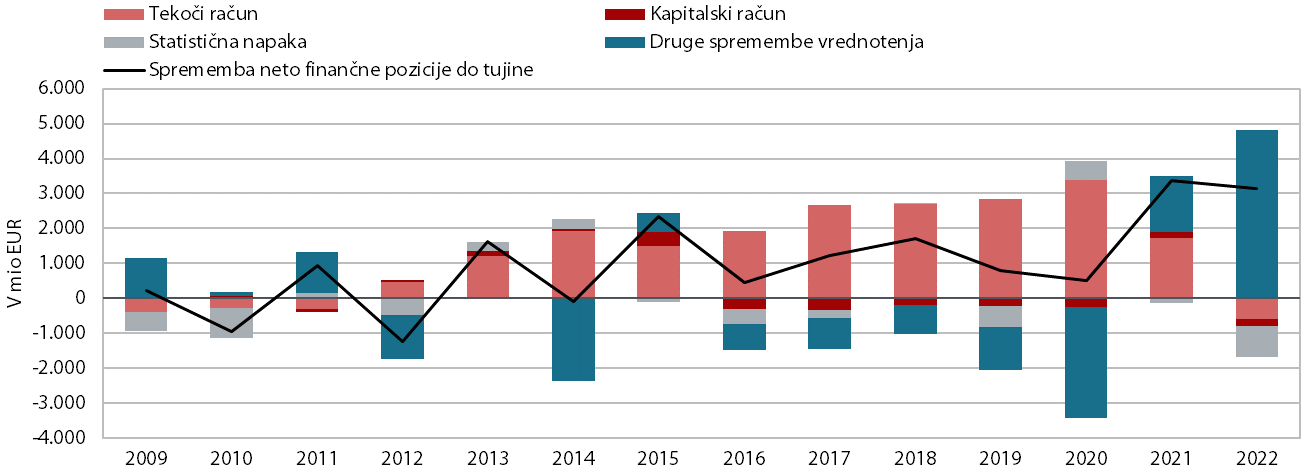 Tekoči račun
Kapitalski račun
Statistična napaka
Druge spremembe vrednotenja
Sprememba neto finančne pozicije do tujine
V mio EUR
6.000
5.000
4.000
3.000
2.000
1.000
0
-1.000
-2.000
-3.000
-4.000
2009 2010 2011 2012 2013 2014 2015 2016 2017 2018 2019 2020 2021 2022